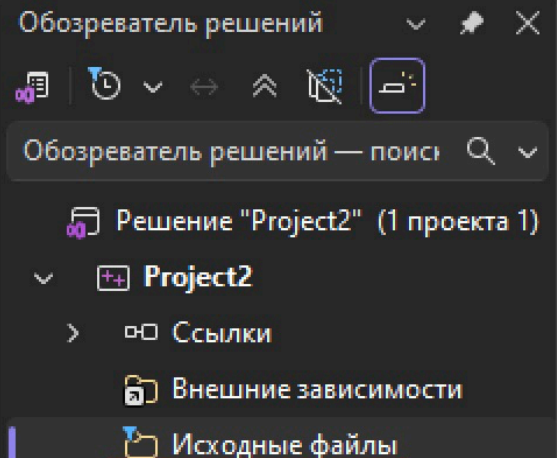 Обозреватель решений
Обозреватель решений — поиск
Решение "Project2" (1 проекта 1)
Project2
Ссылки
Внешние зависимости
Исходные файлы